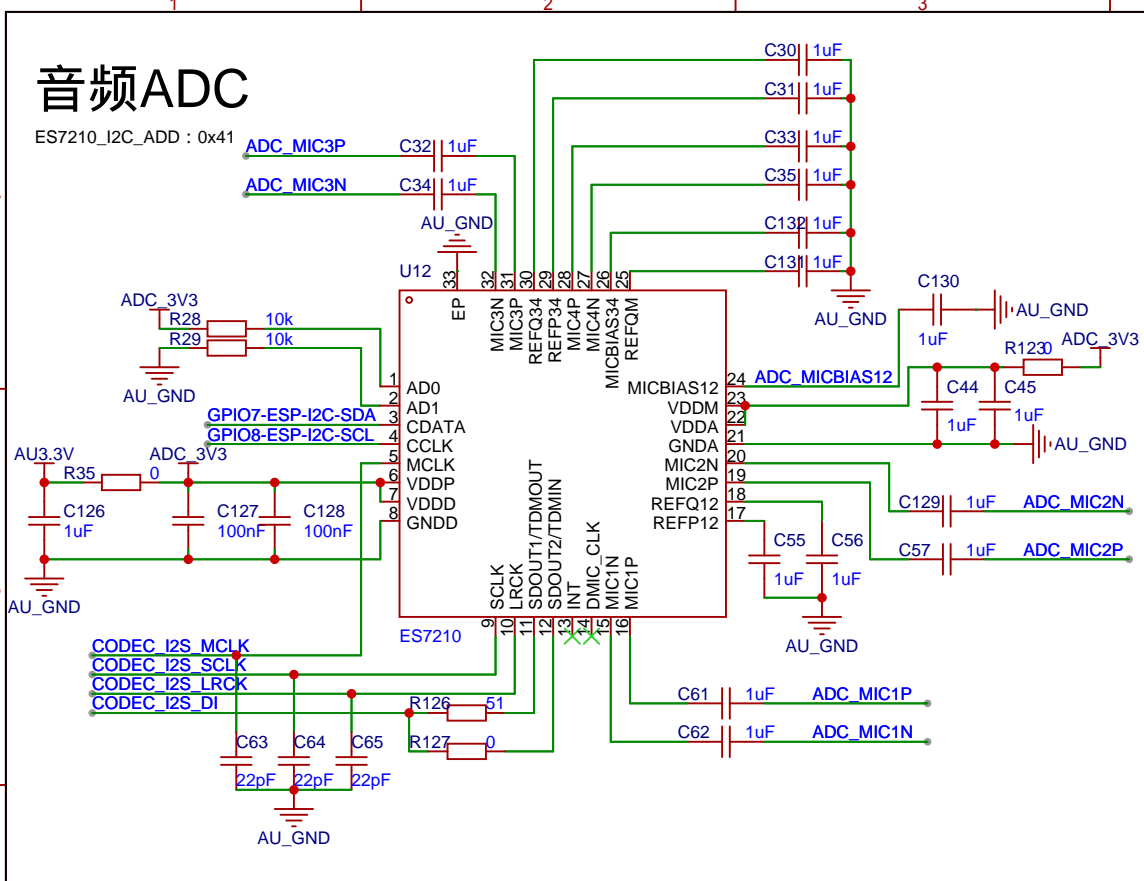 1 2 3
音频ADC
ES7210_I2C_ADD : 0x41
C30 1uF
C31 1uF
ADC_MIC3P C32 1uF
C33 1uF
ADC_MIC3N C34 1uF
C35 1uF
AU_GND
C132 1uF
C131 1uF
U12
33 32 31 30 29 28 27 26 25
EP MIC3N MIC3P REFQ34 REFP34 MIC4P MIC4N MICBIAS34 REFQM
AU_GND
C130
1uF
AU_GND
ADC_3V3
R28 10k
R29 10k
AU_GND
R123 0
ADC_3V3
1 AD0
2 AD1
GPIO7-ESP-I2C-SDA 3 CDATA
GPIO8-ESP-I2C-SCL 4 CCLK
5 MCLK
6 VDDP
7 VDDD
8 GNDD
MICBIAS12 24 ADC_MICBIAS12
VDDM 23
VDDA 22
GNDA 21
MIC2N 20
MIC2P 19
REFQ12 18
REFP12 17
C44 C45
1uF 1uF
AU_GND
AU3.3V
R35 0
ADC_3V3
C126
1uF
C127
100nF
C128
100nF
AU_GND
C129 1uF ADC_MIC2N
C57 1uF ADC_MIC2P
C55 C56
1uF 1uF
AU_GND
SCLK LRCK SDOUT1/TDMOUT SDOUT2/TDMIN INT DMIC_CLK MIC1N MIC1P
9 10 11 12 13 14 15 16
ES7210
CODEC_I2S_MCLK
CODEC_I2S_SCLK
CODEC_I2S_LRCK
CODEC_I2S_DI
R126 51
R127 0
C61 1uF ADC_MIC1P
C62 1uF ADC_MIC1N
C63 C64 C65
22pF 22pF 22pF
AU_GND